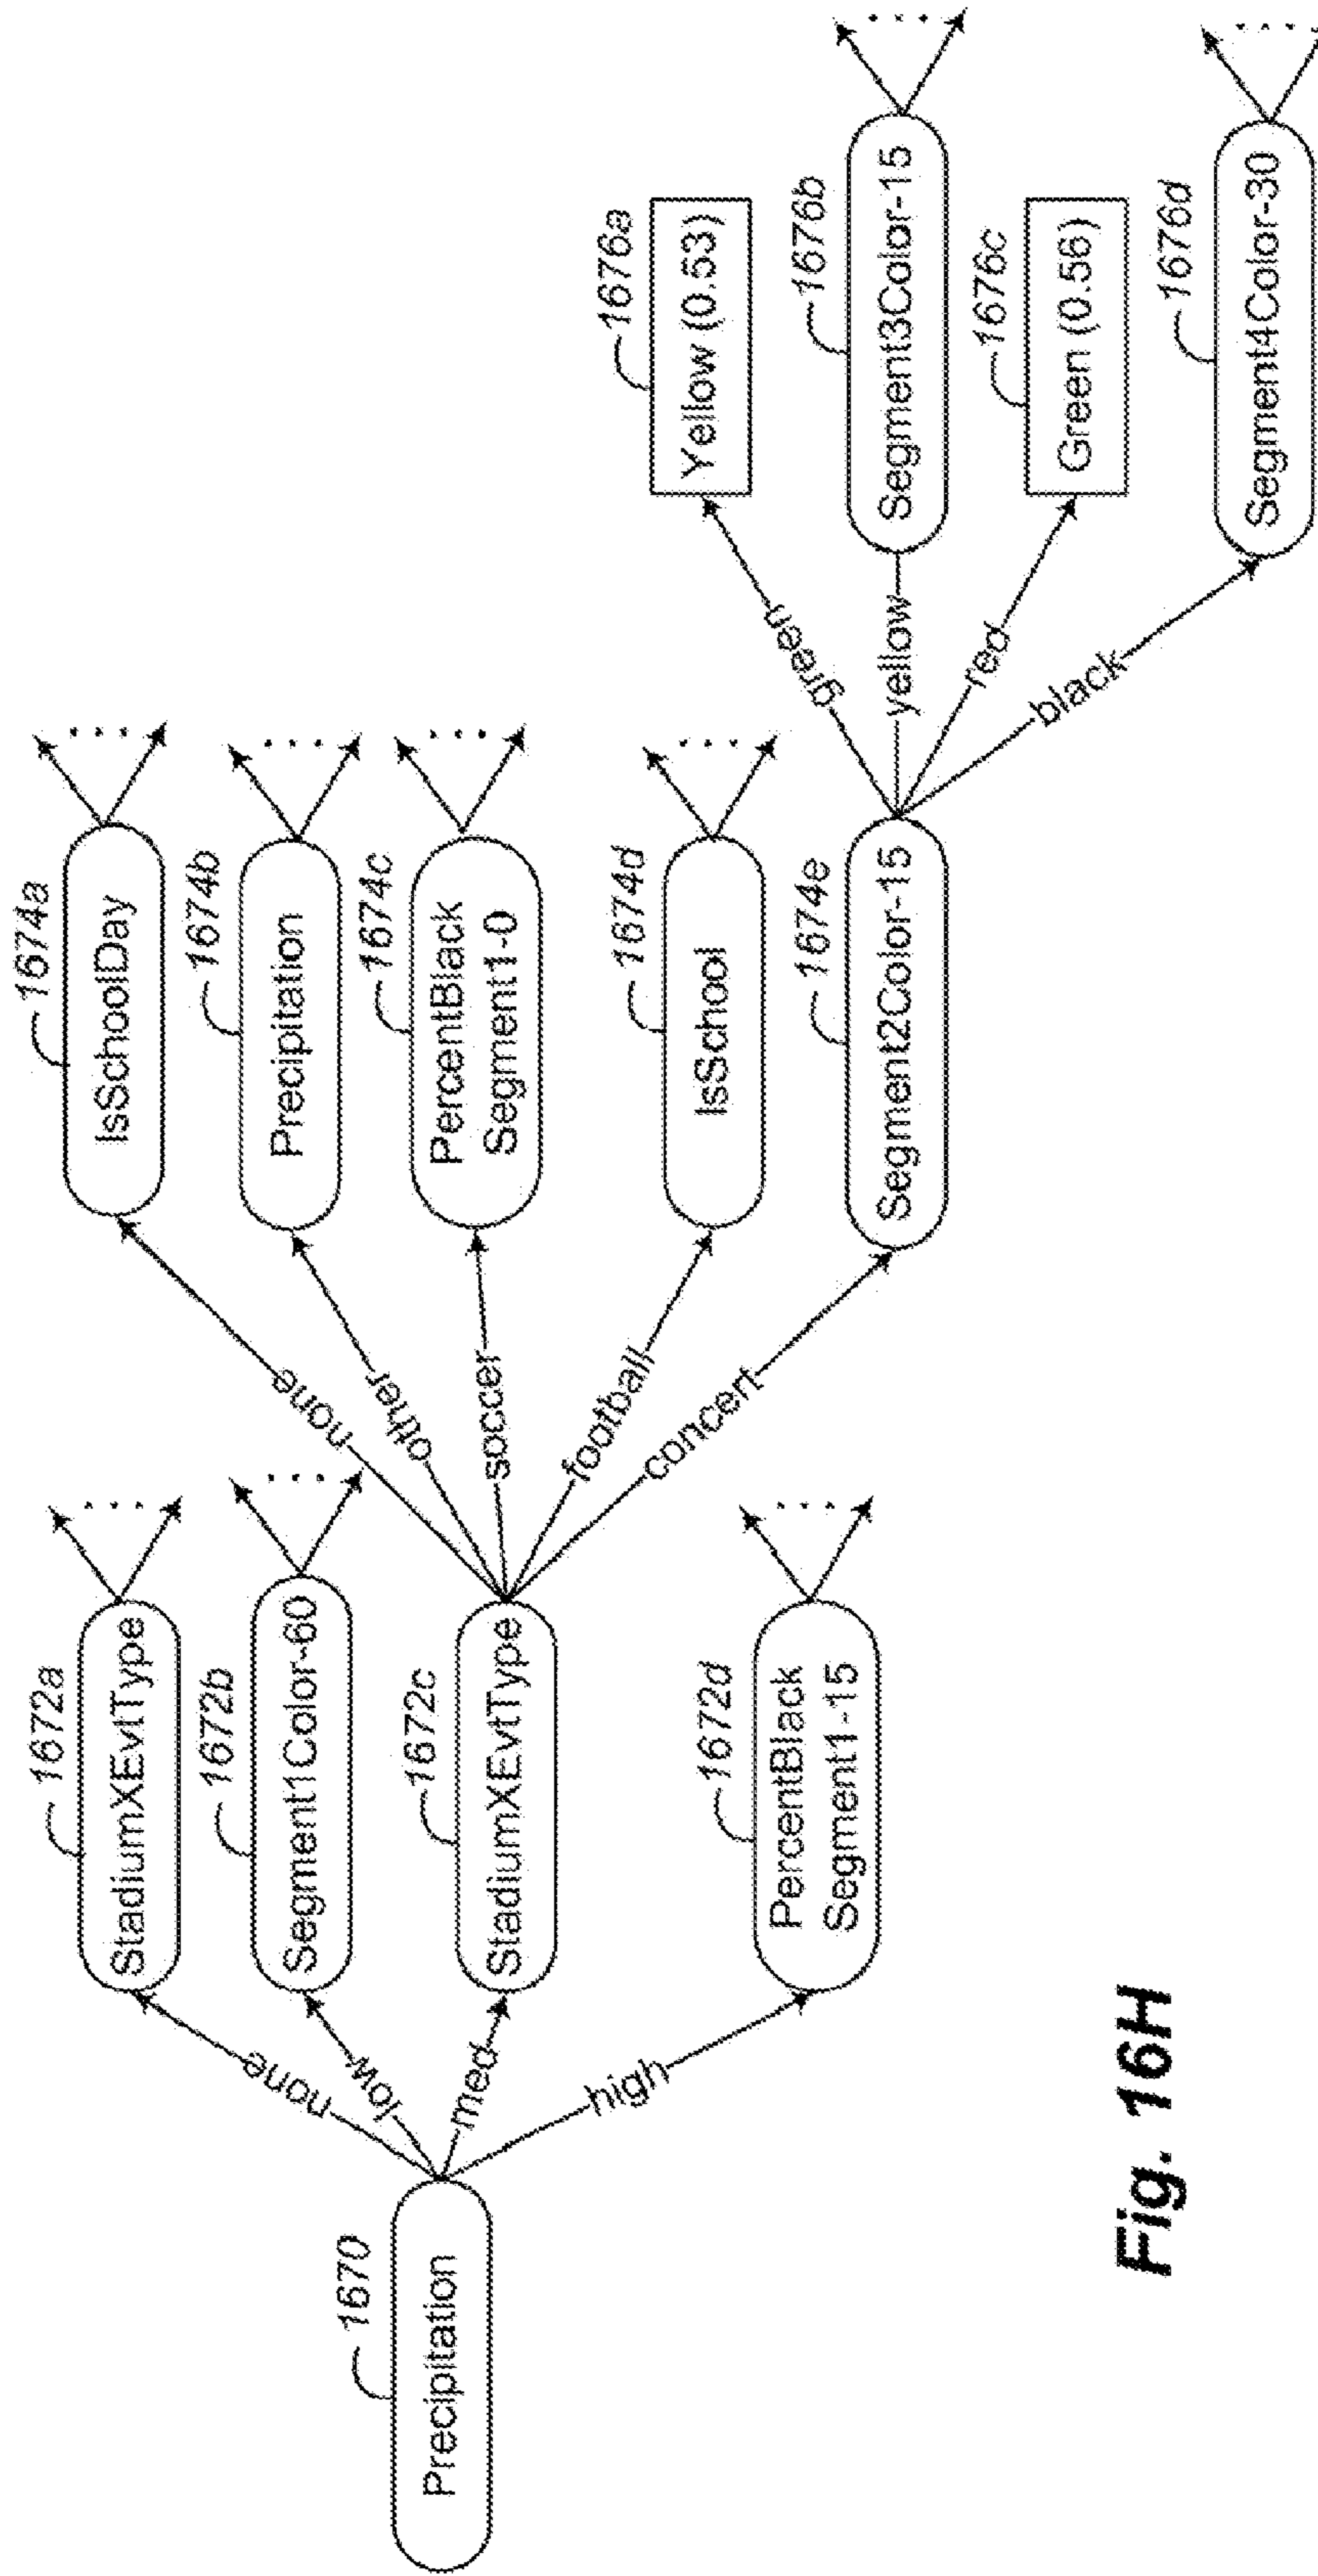 1670
Precipitation
none
low
med
high
1672a
StadiumXEvtType
1672b
Segment1Color-60
1672c
StadiumXEvtType
1672d
PercentBlack
Segment1-15
none
other
soccer
football
concert
1674a
IsSchoolDay
1674b
Precipitation
1674c
PercentBlack
Segment1-0
1674d
IsSchool
1674e
Segment2Color-15
green
yellow
red
black
1676a
Yellow (0.53)
1676b
Segment3Color-15
1676c
Green (0.56)
1676d
Segment4Color-30
Fig. 16H